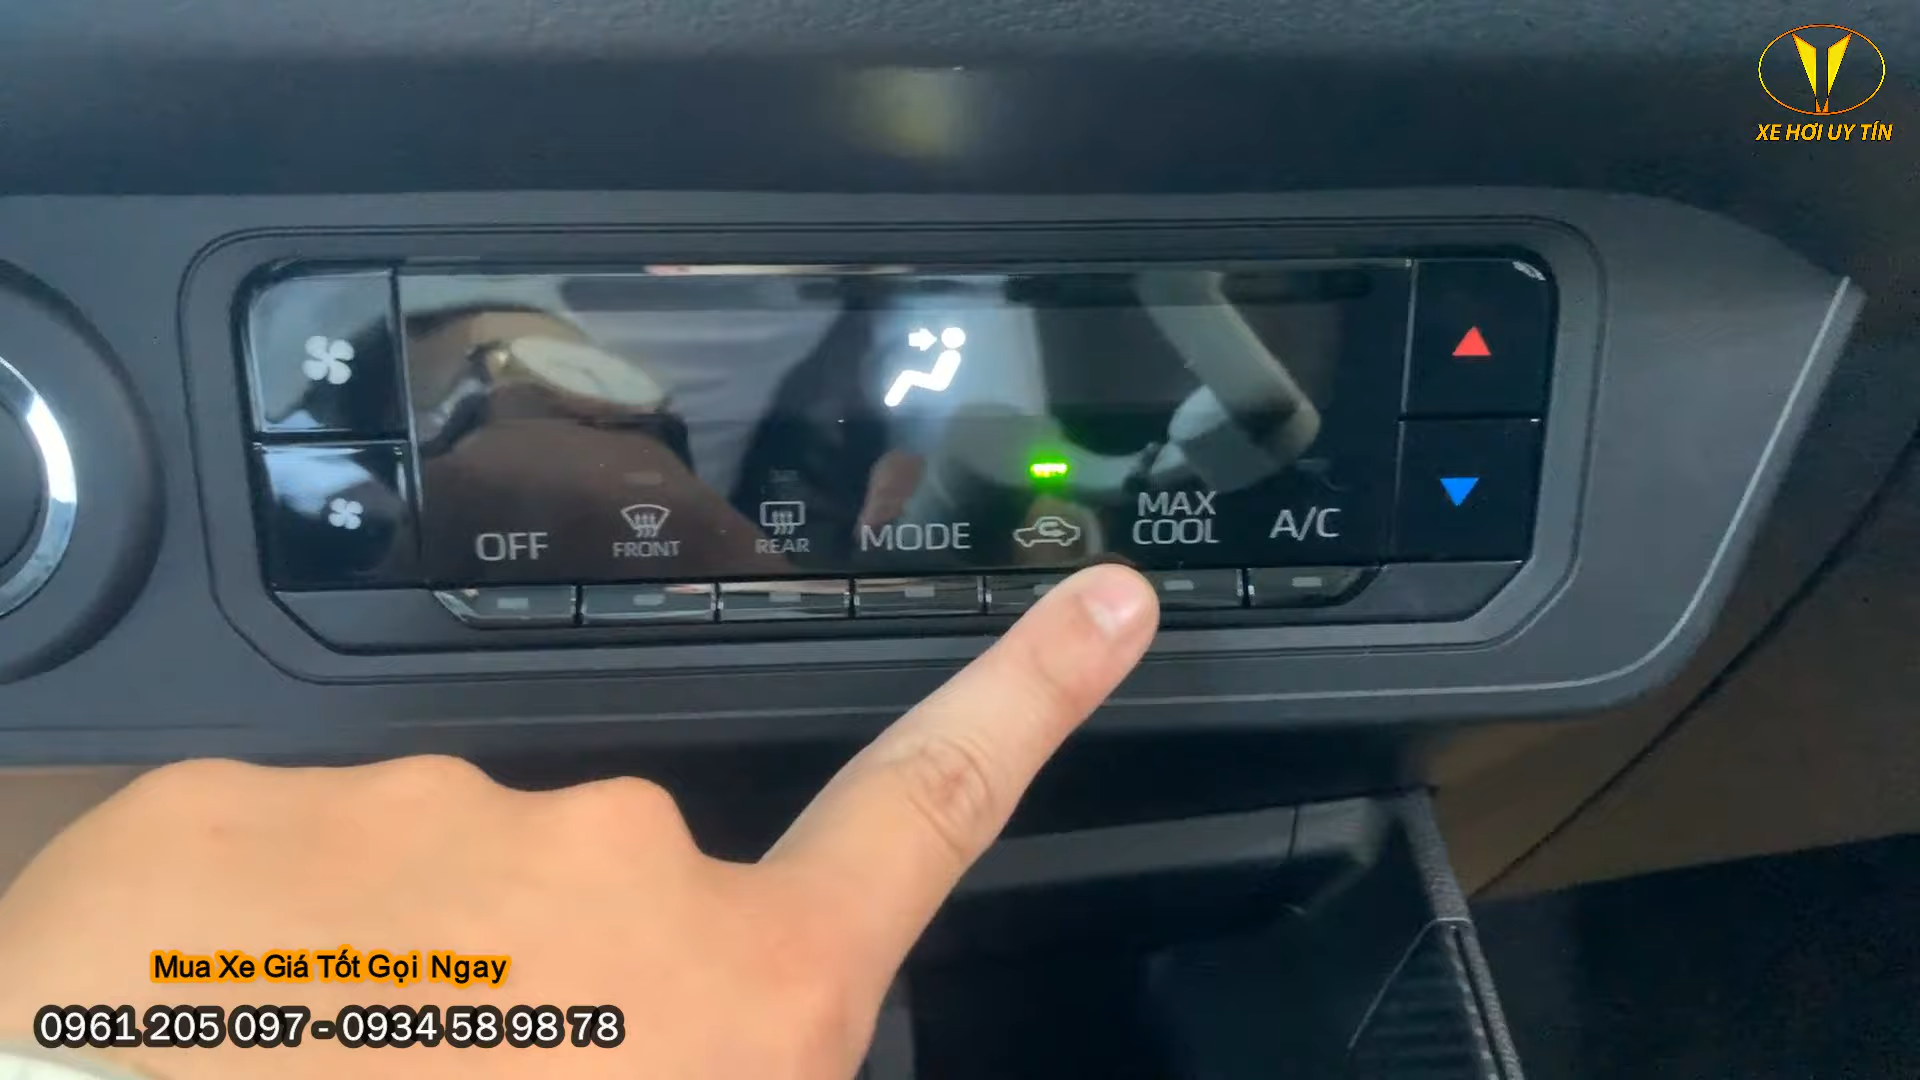 XE HƠI UY TÍN
OFF
FRONT
REAR
MODE
MAX
COOL
A/C
Mua Xe Giá Tốt Gọi Ngay
0961 205 097 - 0934 58 98 78